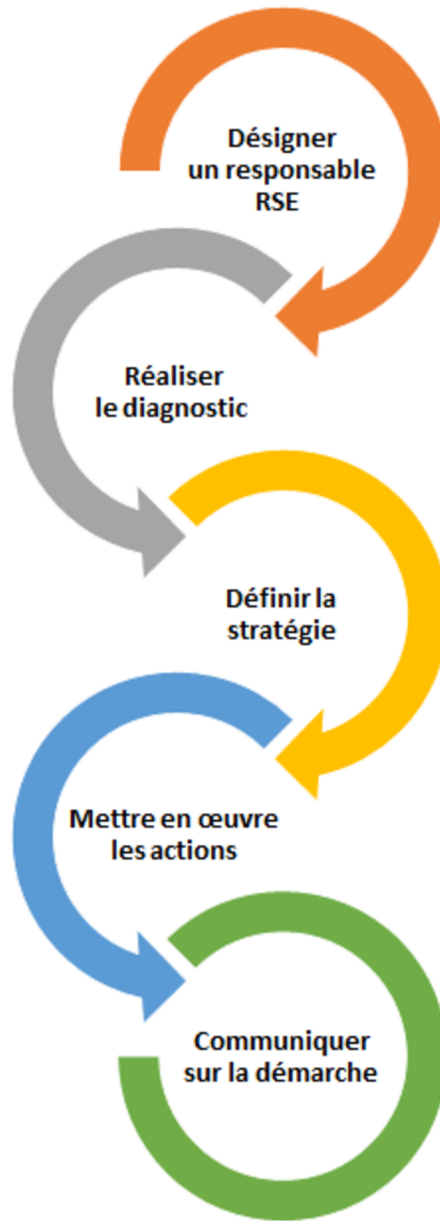 Désigner
un responsable
RSE
Réaliser
le diagnostic
Définir la
stratégie
Mettre en œuvre
les actions
Communiquer
sur la démarche